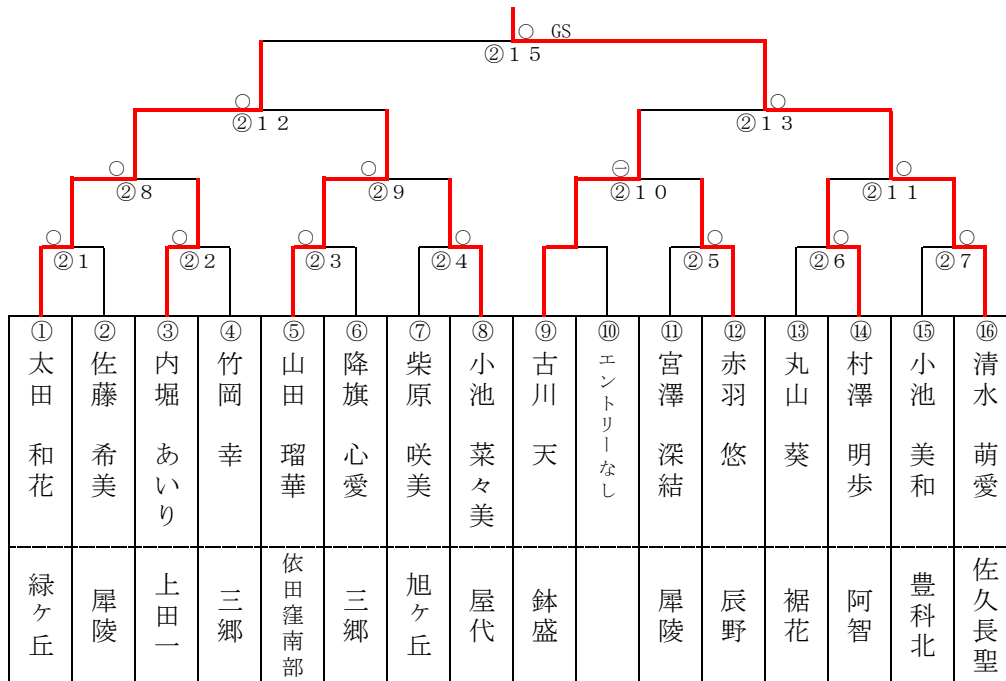 ○ GS
②15
○ ○
②12 ②13
○ ○ ㊀ ○
②8 ②9 ②10 ②11
○ ○ ○ ○ ○ ○ ○
②1 ②2 ②3 ②4 ②5 ②6 ②7
① ② ③ ④ ⑤ ⑥ ⑦ ⑧ ⑨ ⑩ ⑪ ⑫ ⑬ ⑭ ⑮ ⑯
太田 和花
佐藤 希美
内堀 あいり
竹岡 幸
山田 瑠華
降旗 心愛
柴原 咲美
小池 菜々美
古川 天
エントリーなし
宮澤 深結
赤羽 悠
丸山 葵
村澤 明歩
小池 美和
清水 萌愛
緑ヶ丘
犀陵
上田一
三郷
依田窪南部
三郷
旭ヶ丘
屋代
鉢盛
犀陵
辰野
裾花
阿智
豊科北
佐久長聖